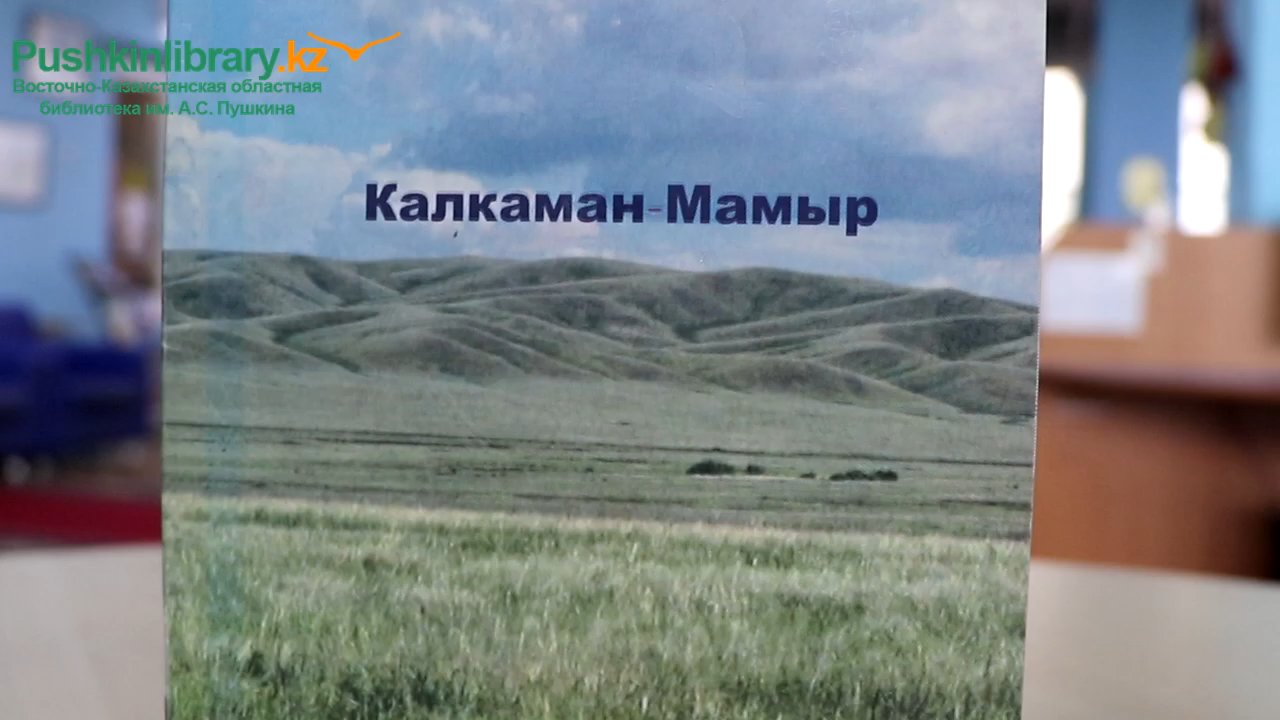 Pushkinlibrary.kz
Восточно-Казахстанская областная
библиотека им. А.С. Пушкина
Калкаман-Мамыр